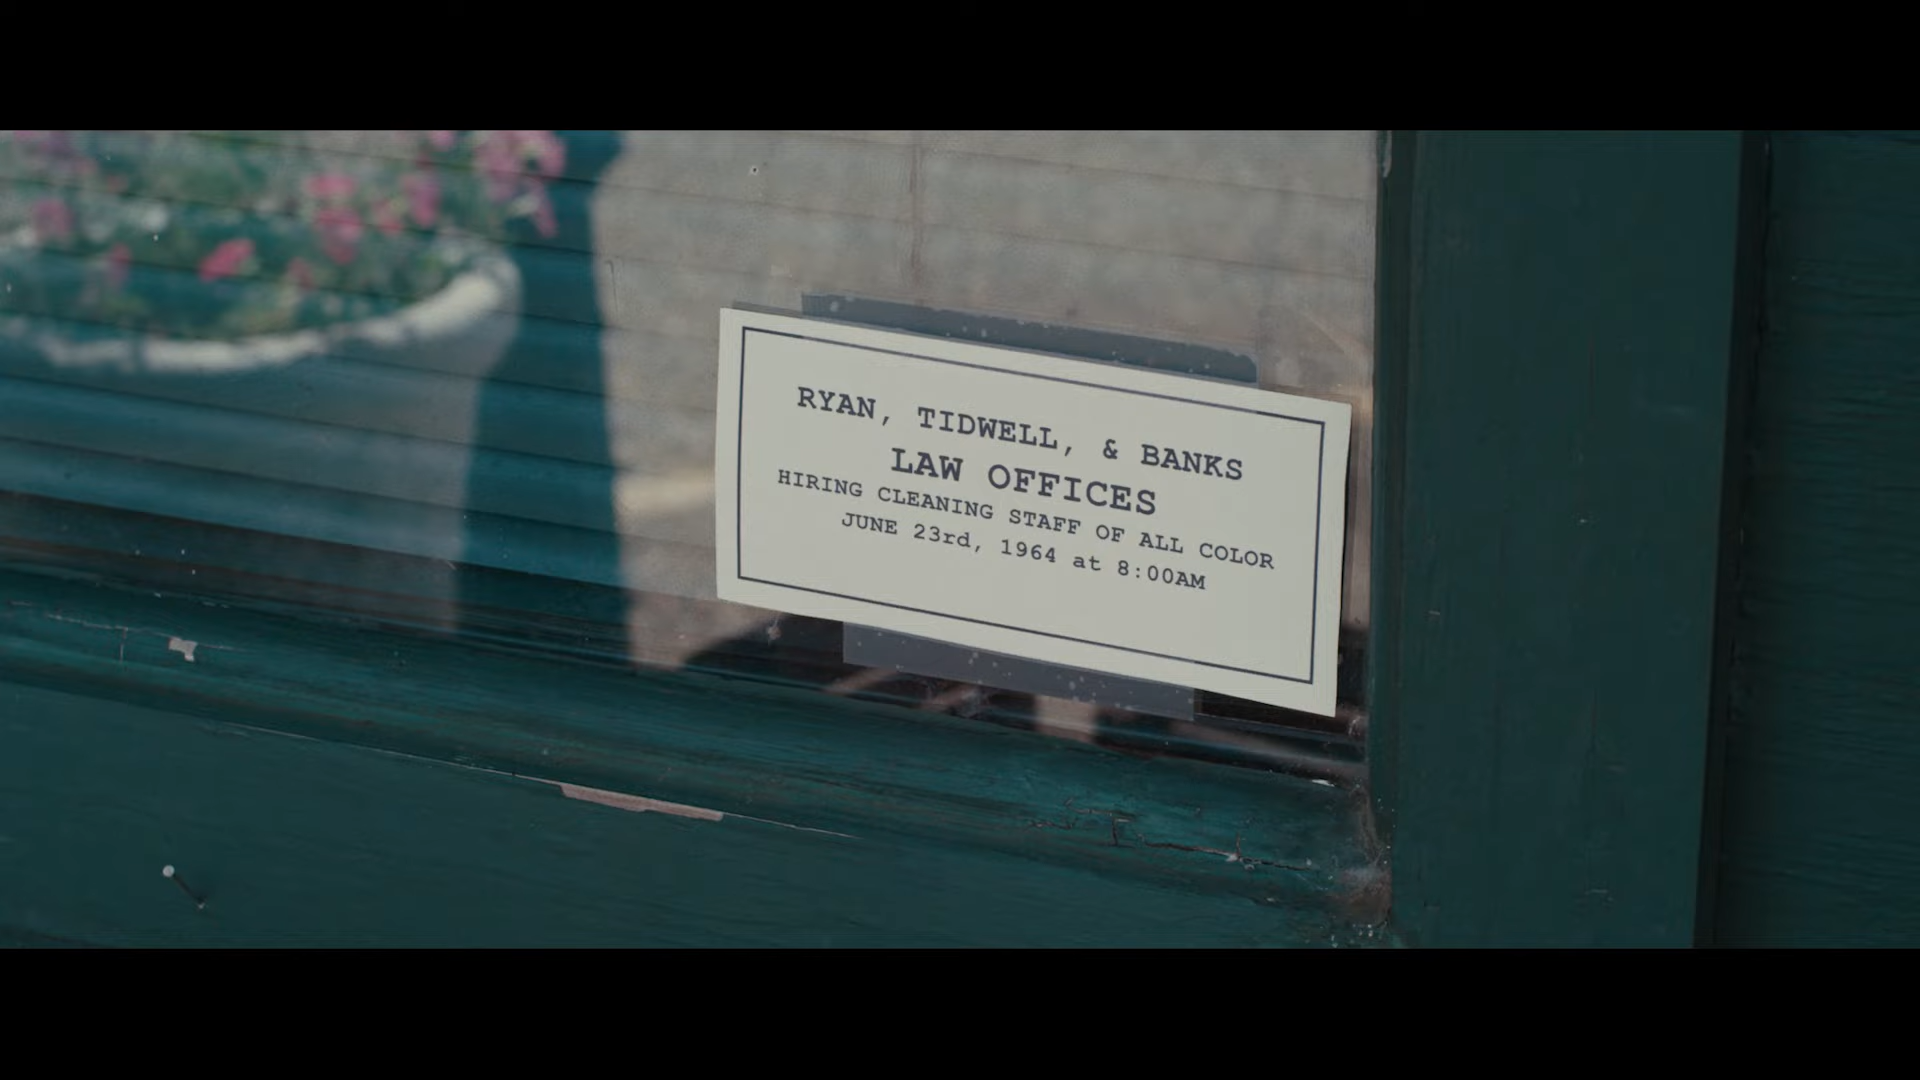 RYAN, TIDWELL, & BANKS
LAW OFFICES
HIRING CLEANING STAFF OF ALL COLOR
JUNE 23rd, 1964 at 8:00AM